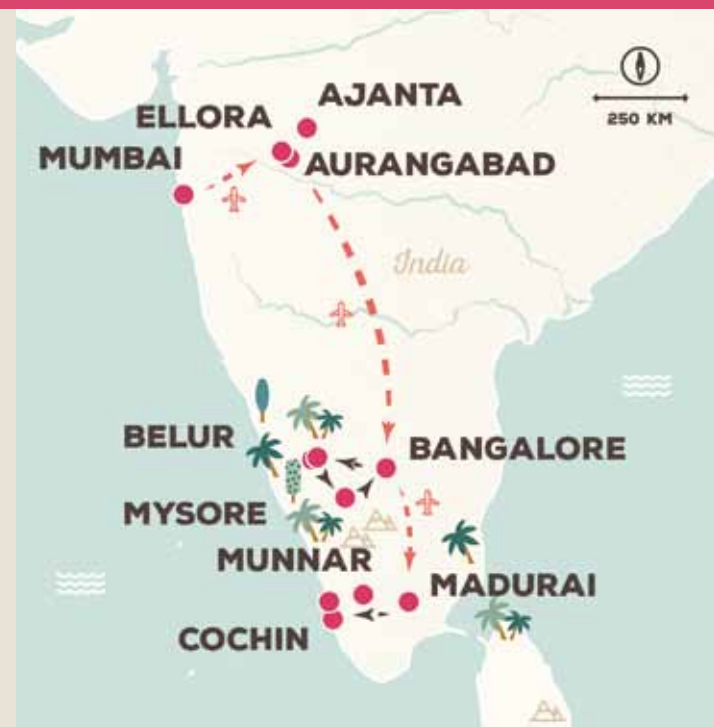 AJANTA
ELLORA
250 KM
MUMBAI
AURANGABAD
India
BELUR
BANGALORE
MYSORE
MUNNAR
MADURAI
COCHIN